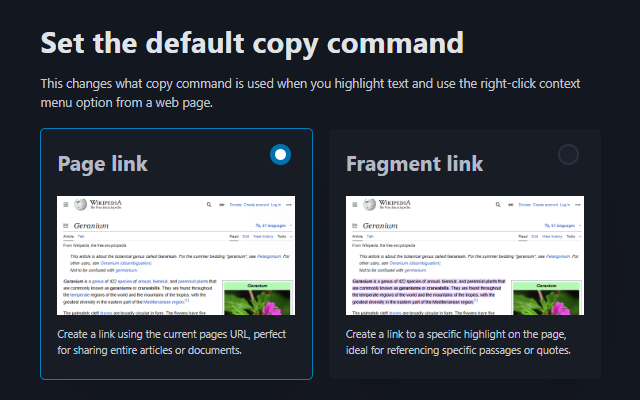 Set the default copy command
This changes what copy command is used when you highlight text and use the right-click context
menu option from a web page.
Page link
WIKIPEDIA
The Free Encyclopedia
Donate Create account Log in
Geranium
67 languages
Article Talk
Read Edit View history Tools
From Wikipedia, the free encyclopedia
This article is about the botanical genus called Geranium. For the summer bedding "geranium", see Pelargonium. For
other uses, see Geranium (disambiguation).
Not to be confused with germanium.
Geranium is a genus of 422 species of annual, biennial, and perennial plants that
are commonly known as geraniums or cranesbills. They are found throughout
the temperate regions of the world and the mountains of the tropics, with the
greatest diversity in the eastern part of the Mediterranean region.
Geranium
The palmately cleft leaves are broadly circular in form. The flowers have five
Create a link using the current pages URL, perfect
for sharing entire articles or documents.
Fragment link
WIKIPEDIA
The Free Encyclopedia
Donate Create account Log in
Geranium
67 languages
Article Talk
Read Edit View history Tools
From Wikipedia, the free encyclopedia
This article is about the botanical genus called Geranium. For the summer bedding "geranium", see Pelargonium. For
other uses, see Geranium (disambiguation).
Not to be confused with germanium.
Geranium is a genus of 422 species of annual, biennial, and perennial plants that
are commonly known as geraniums or cranesbills. They are found throughout
the temperate regions of the world and the mountains of the tropics, with the
greatest diversity in the eastern part of the Mediterranean region.
Geranium
The palmately cleft leaves are broadly circular in form. The flowers have five
Create a link to a specific highlight on the page,
ideal for referencing specific passages or quotes.